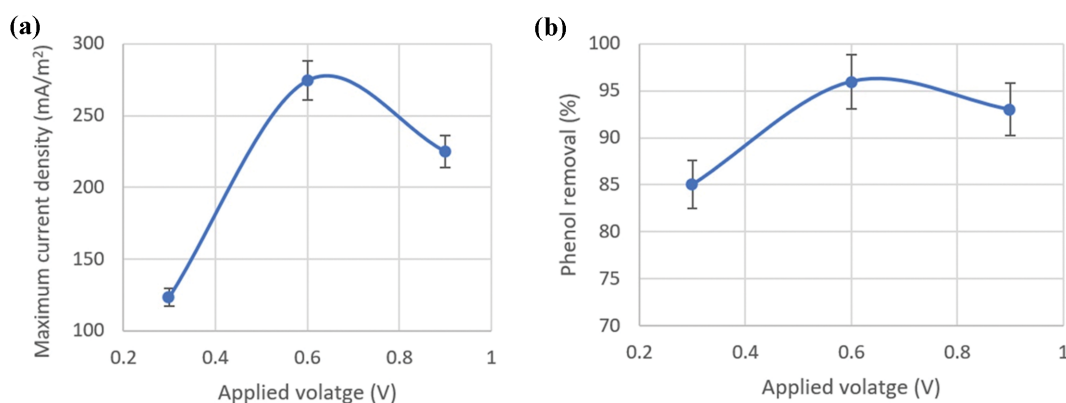 (a)
Maximum current density (mA/m²)
300
250
200
150
100
0.2 0.4 0.6 0.8 1
Applied volatge (V)
(b)
Phenol removal (%)
100
95
90
85
80
75
70
0.2 0.4 0.6 0.8 1
Applied volatge (V)